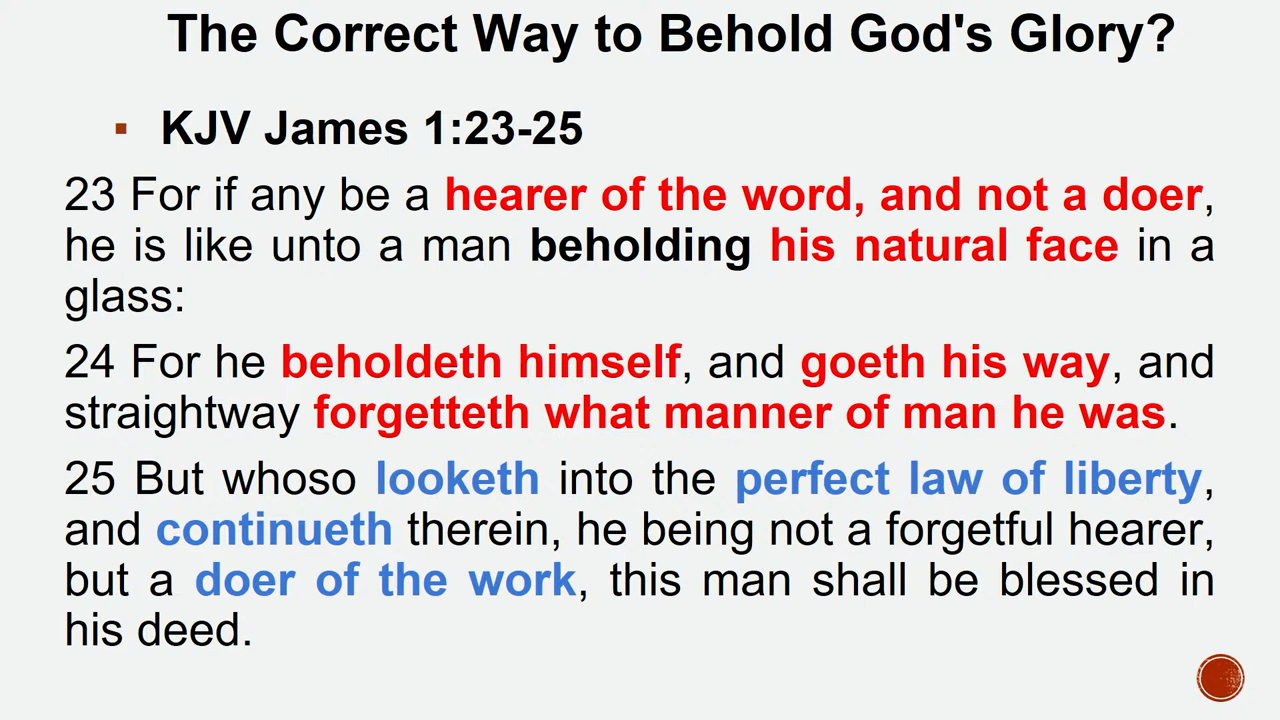 The Correct Way to Behold God's Glory?
▪ KJV James 1:23-25
23 For if any be a hearer of the word, and not a doer,
he is like unto a man beholding his natural face in a
glass:
24 For he beholdeth himself, and goeth his way, and
straightway forgetteth what manner of man he was.
25 But whoso looketh into the perfect law of liberty,
and continueth therein, he being not a forgetful hearer,
but a doer of the work, this man shall be blessed in
his deed.